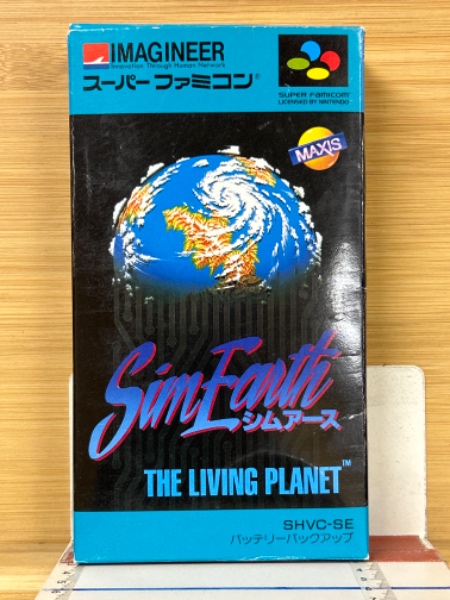 IMAGINEER
Innovation Through Human Network
スーパーファミコン®
SUPER FAMICOM
LICENSED BY NINTENDO
MAXIS
SimEarth
シムアース
THE LIVING PLANET™
SHVC-SE
バッテリーバックアップ